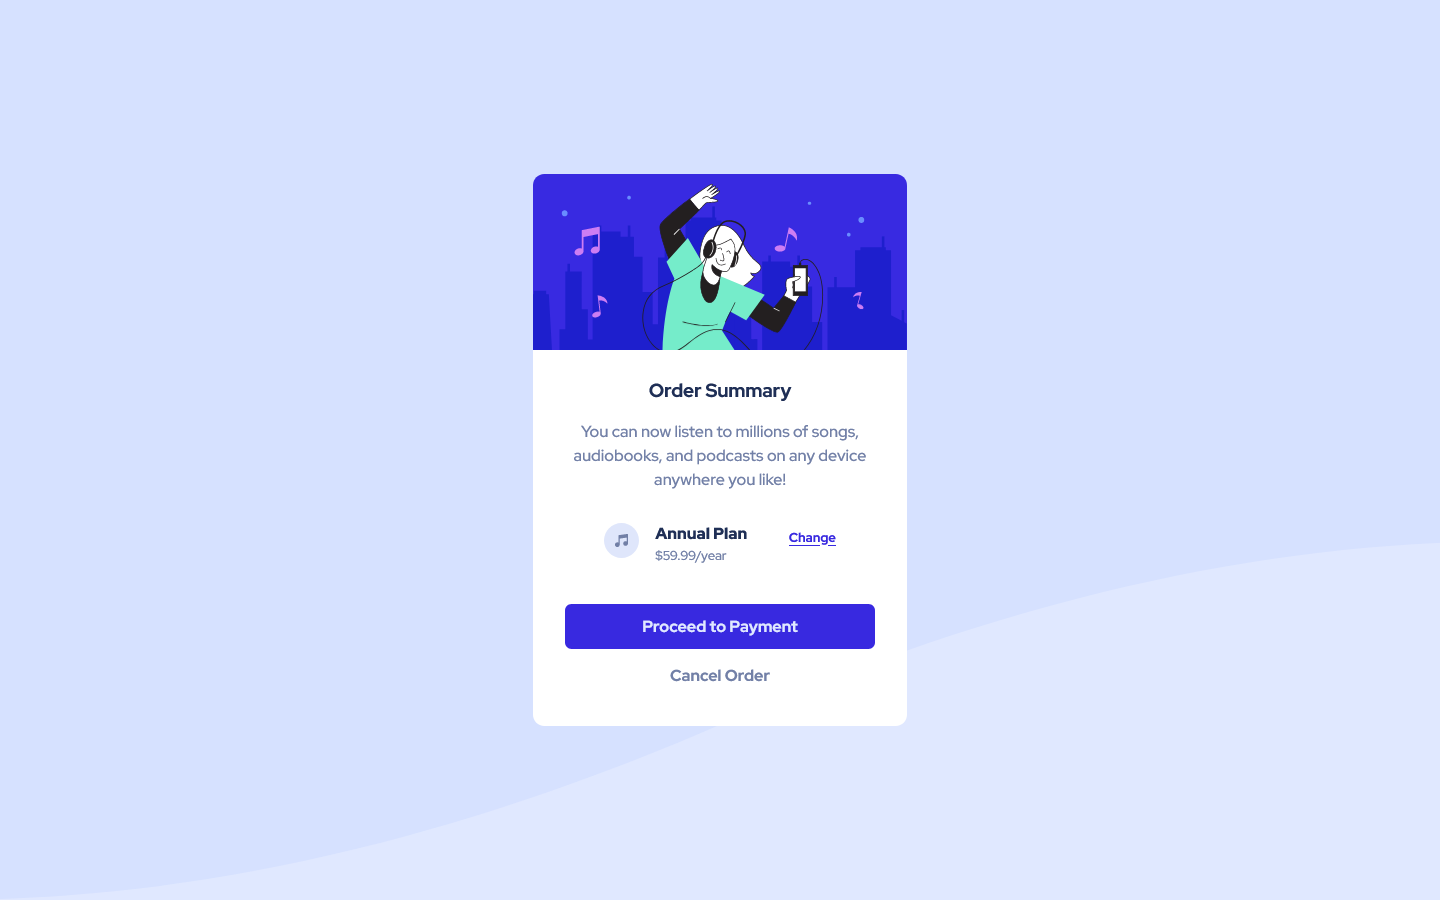 Order Summary
You can now listen to millions of songs,
audiobooks, and podcasts on any device
anywhere you like!
Annual Plan
Change
$59.99/year
Proceed to Payment
Cancel Order